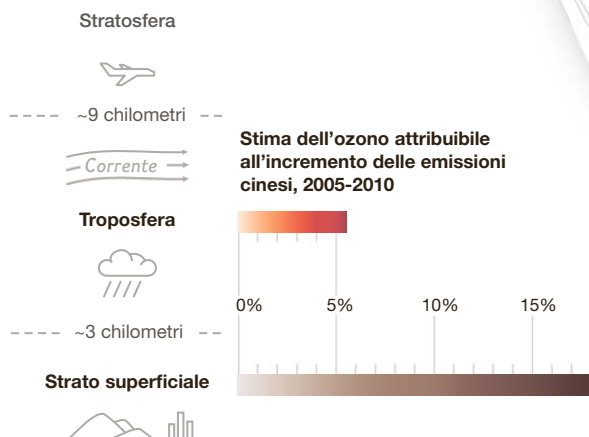 Stratosfera
~9 chilometri
Corrente
Stima dell'ozono attribuibile
all'incremento delle emissioni
cinesi, 2005-2010
Troposfera
0% 5% 10% 15%
~3 chilometri
Strato superficiale